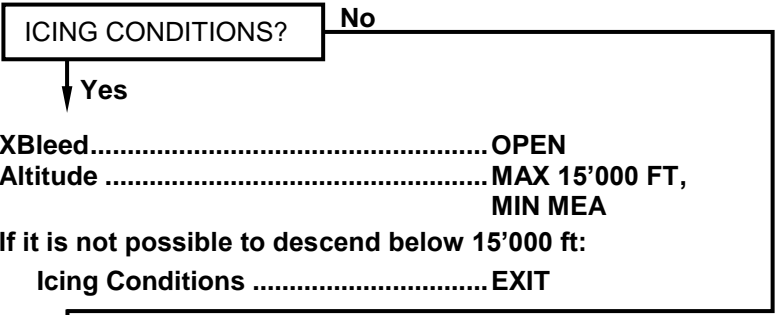 ICING CONDITIONS? No
Yes
XBleed......................................................OPEN
Altitude ....................................................MAX 15’000 FT,
MIN MEA
If it is not possible to descend below 15’000 ft:
Icing Conditions ................................EXIT